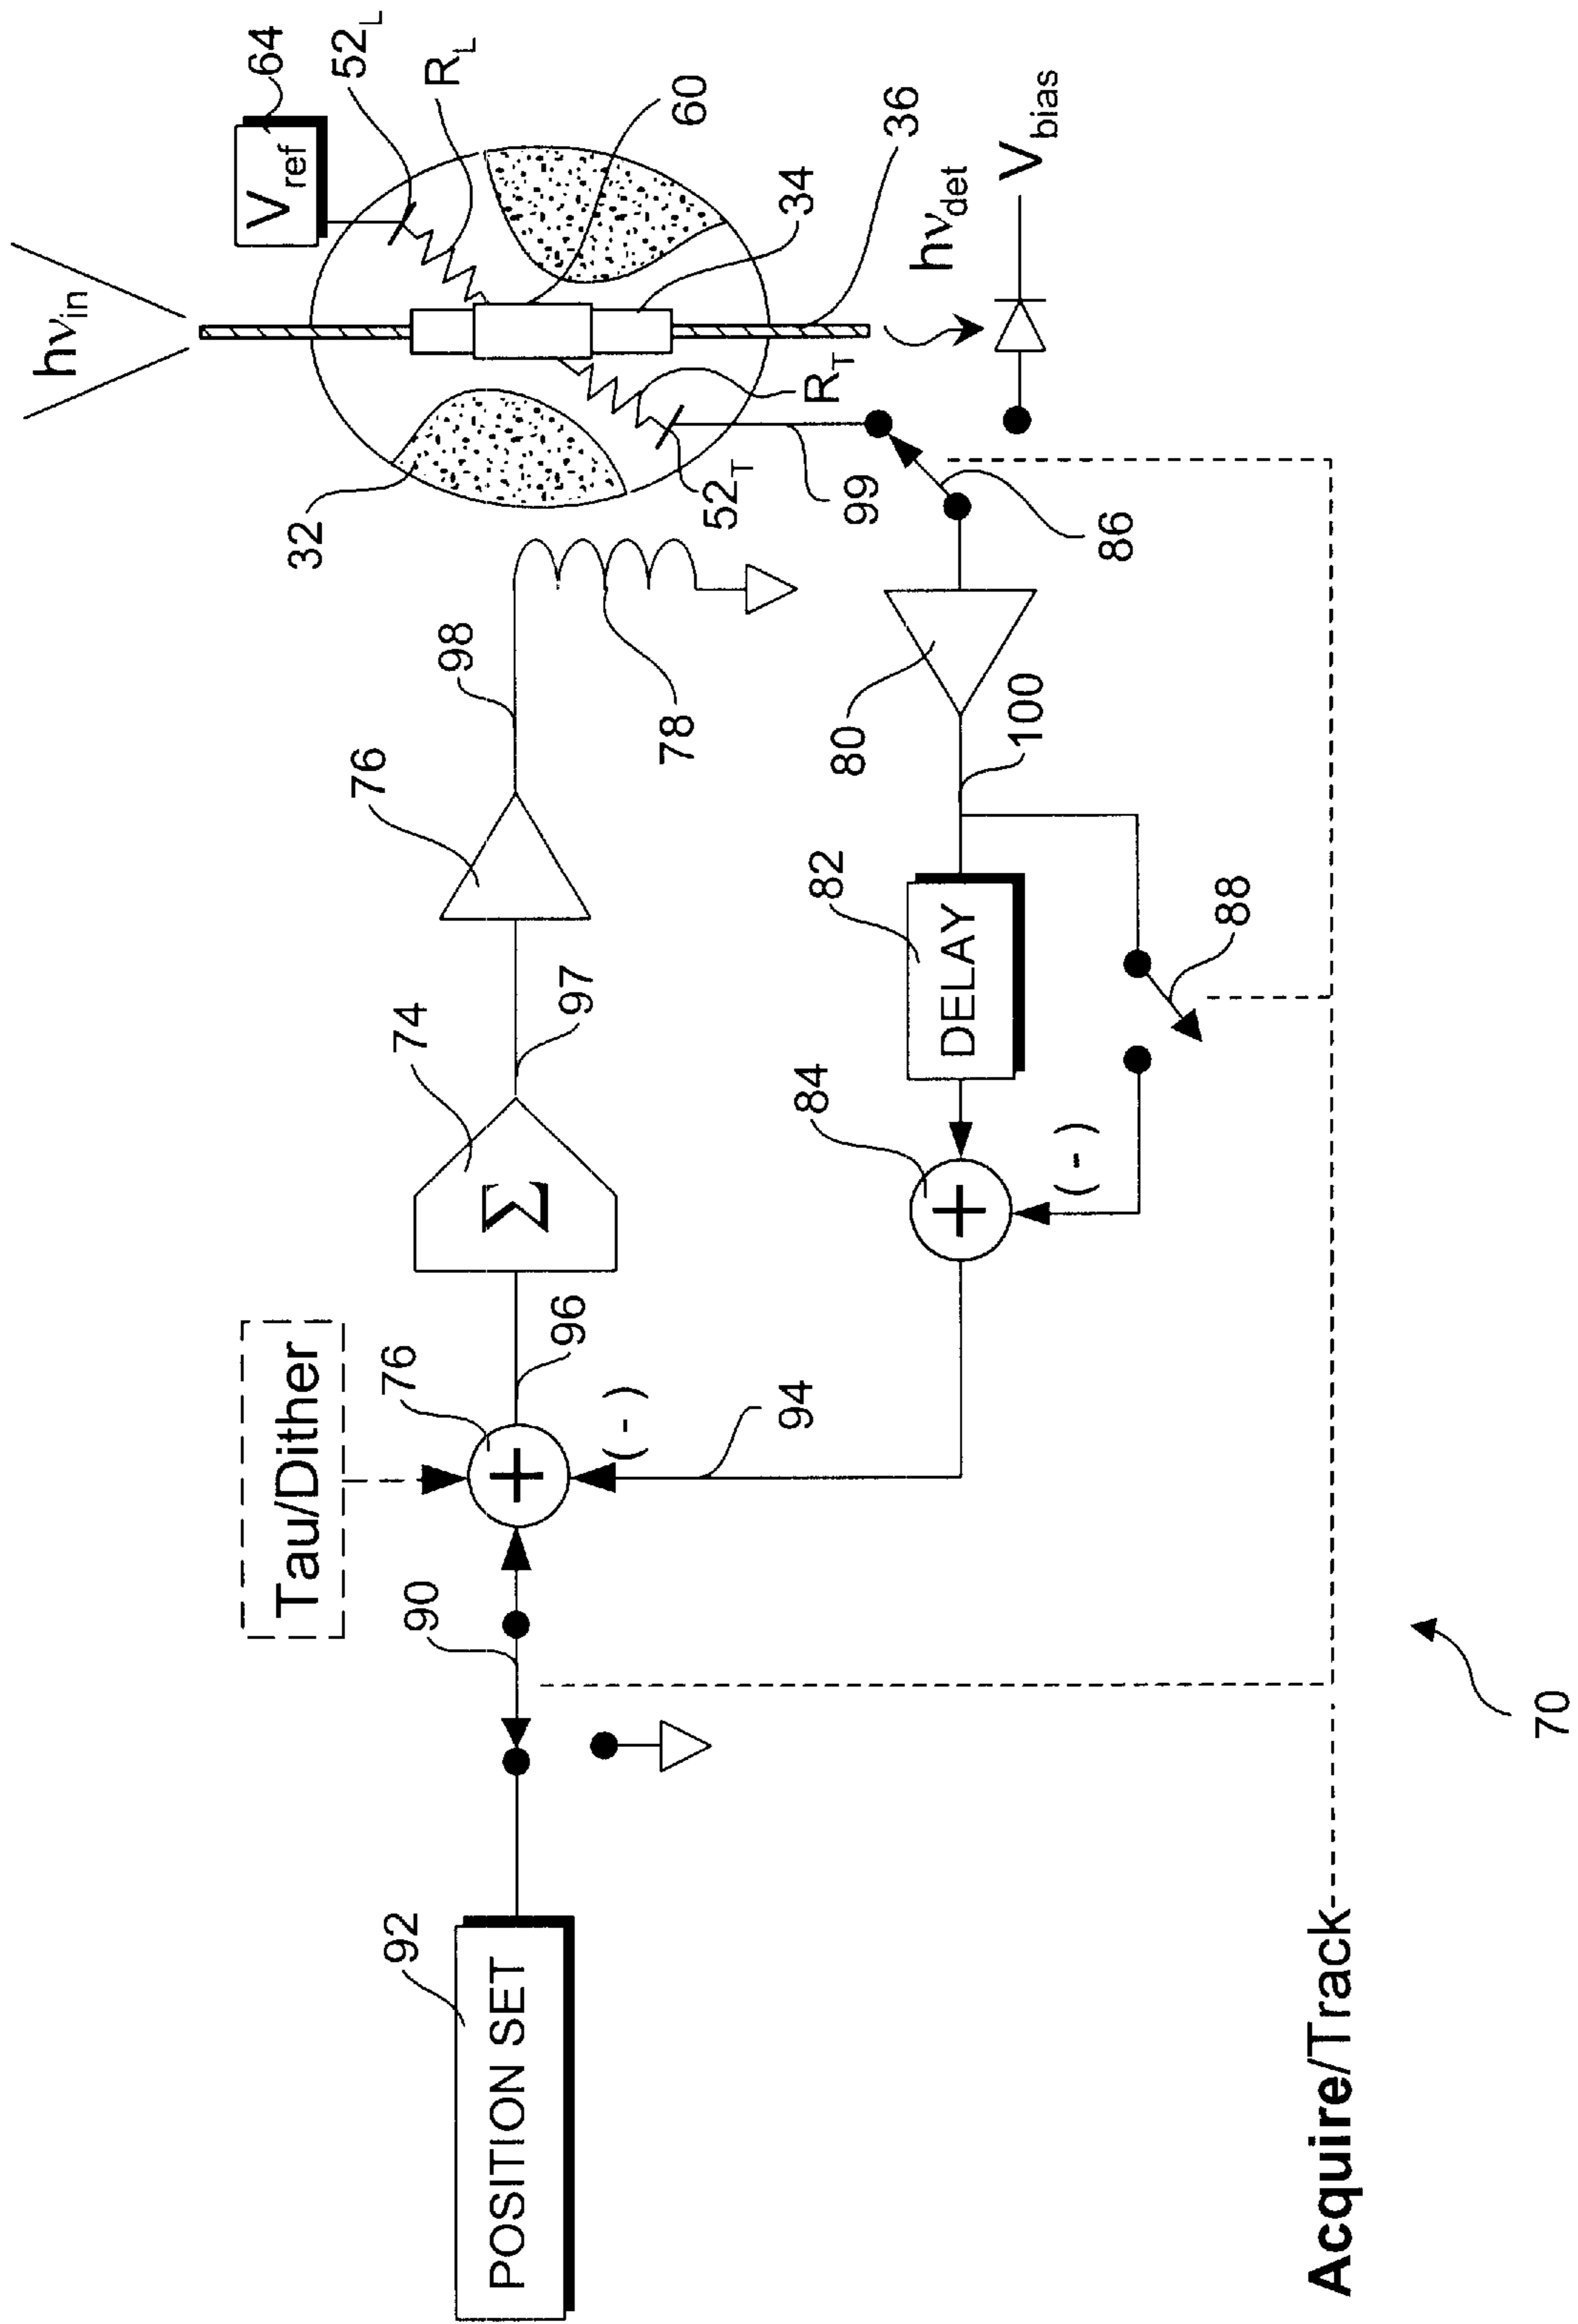 hν_in
V_ref
64
52_L
R_L
60
34
36
hν_det
V_bias
32
52_T
R_T
99
86
98
78
76
80
100
97
74
82
DELAY
88
84
Σ
+
(-)
96
76
+
(-)
94
Tau/Dither
90
92
POSITION SET
Acquire/Track
70